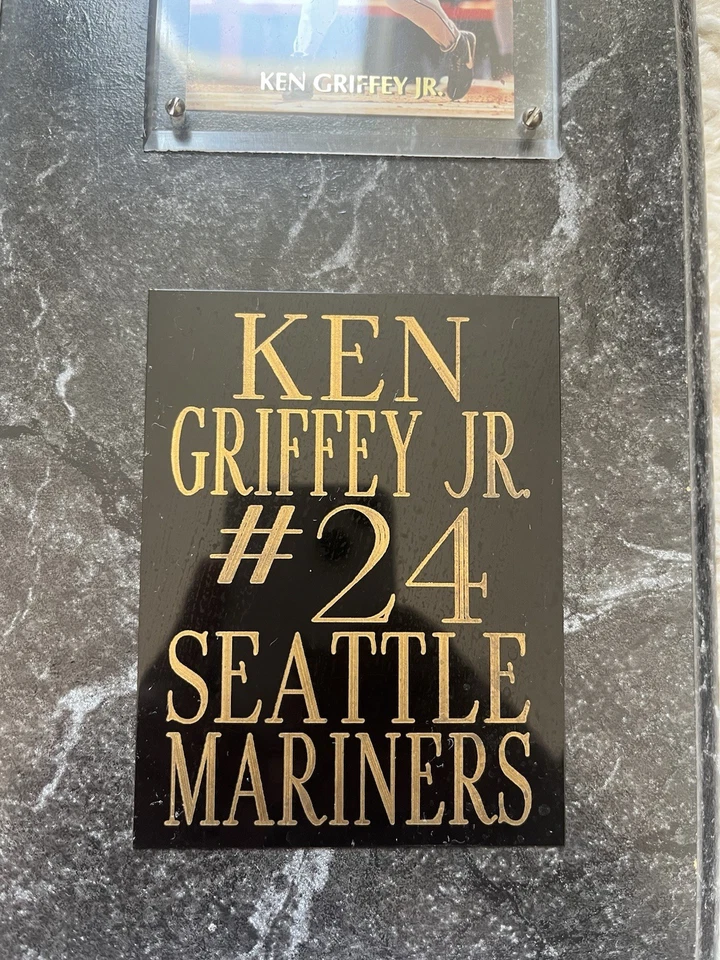 KEN GRIFFEY JR.
KEN
GRIFFEY JR.
#24
SEATTLE
MARINERS